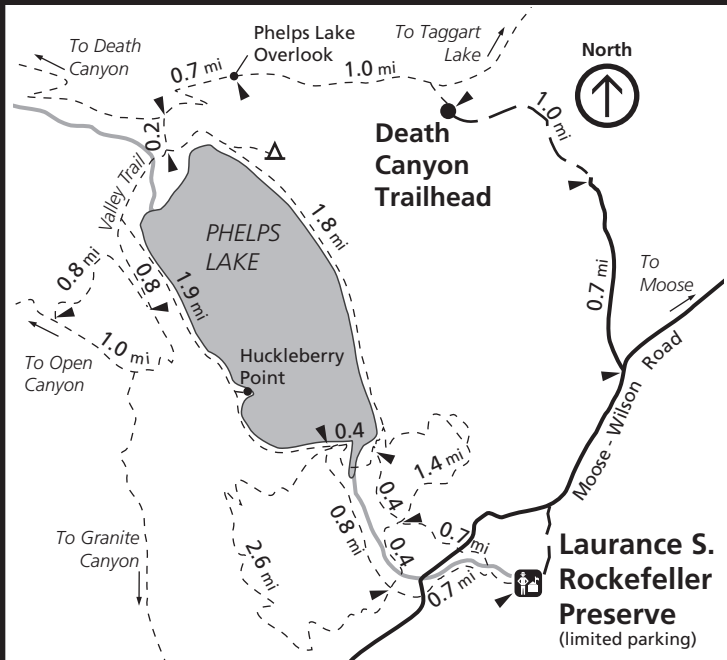 To Death
Canyon
0.7 mi
Phelps Lake
Overlook
1.0 mi
To Taggart
Lake
North
Death
Canyon
Trailhead
1.0 mi
0.2
Valley Trail
PHELPS
LAKE
1.8 mi
0.7 mi
To
Moose
0.8 mi
0.8
1.9 mi
1.0 mi
To Open
Canyon
Huckleberry
Point
Moose - Wilson Road
0.4
1.4 mi
0.4
0.8 mi
0.4
0.7 mi
0.7 mi
2.6 mi
To Granite
Canyon
Laurance S.
Rockefeller
Preserve
(limited parking)